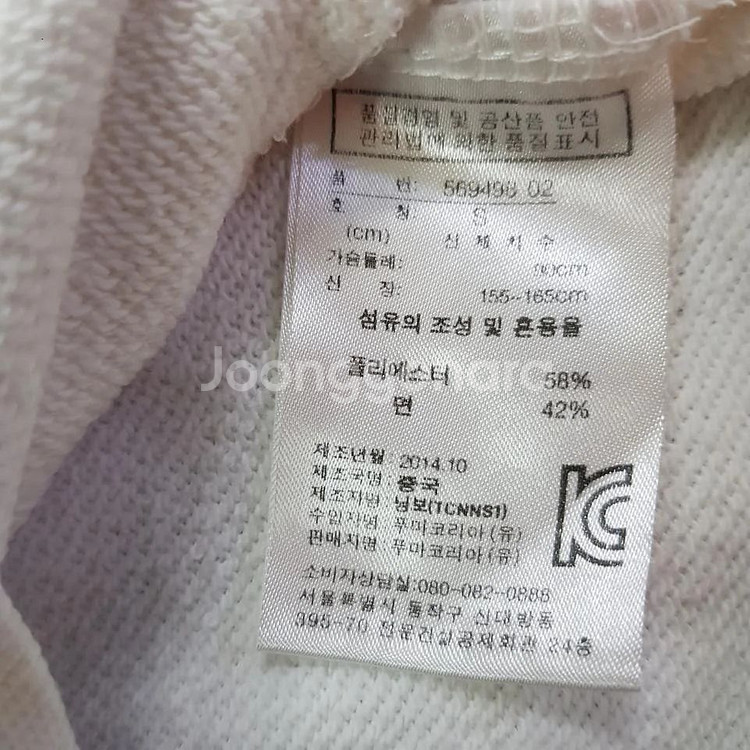 품질경영 및 공산품 안전
관리법에 의한 품질표시
품 번: 569498 02
호 칭
(cm) 신체치수
가슴둘레: 90cm
신 장: 155~165cm
섬유의 조성 및 혼용율
폴리에스터 58%
면 42%
제조년월 2014.10
제조국명: 중국
제조자명: 닝보(TCNNS1)
수입자명: 푸마코리아(유)
판매자명: 푸마코리아(유)
소비자상담실:080-082-0888
서울특별시 동작구 신대방동
395-70 전문건설공제회관 24층
Joonggonara